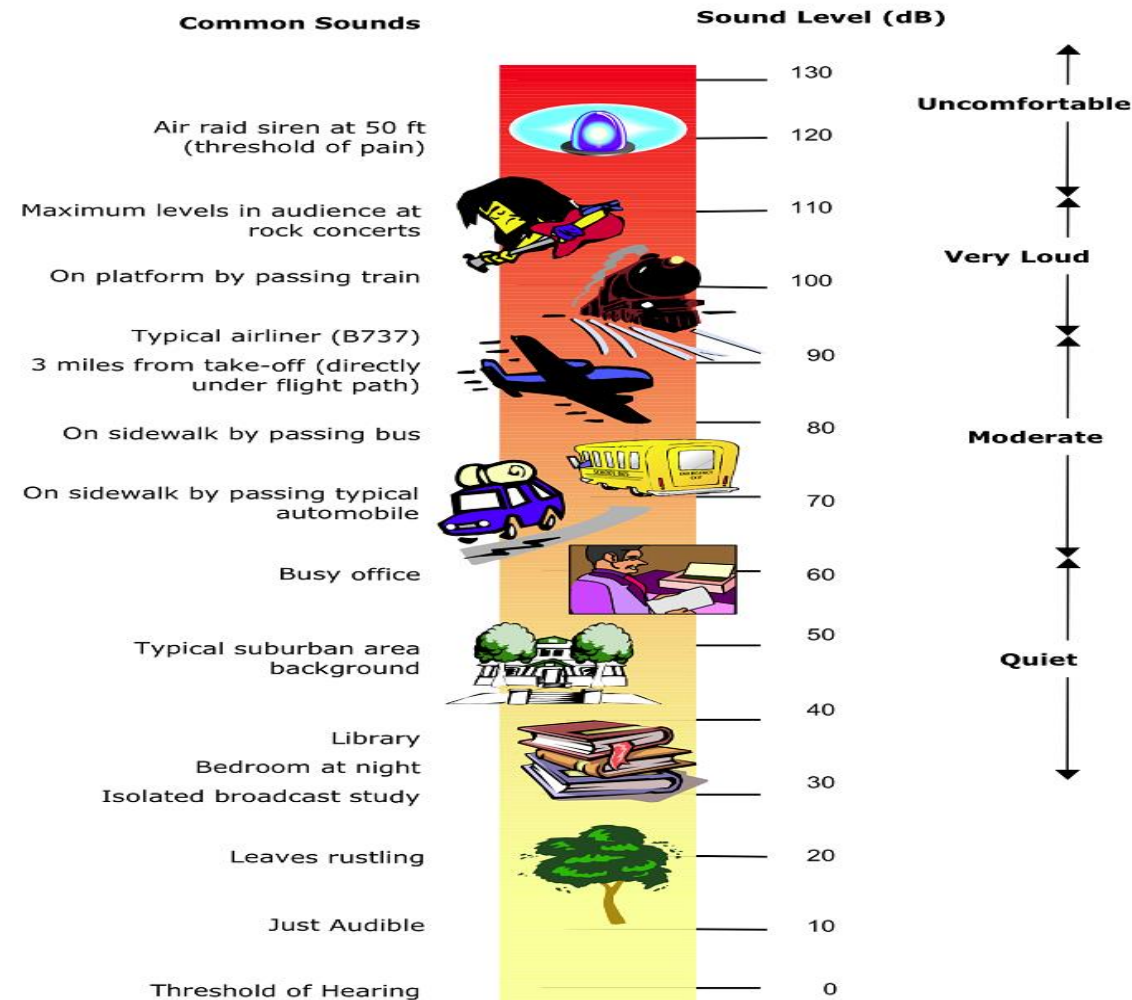 Common Sounds
Sound Level (dB)
130
Uncomfortable
Air raid siren at 50 ft
(threshold of pain)
120
Maximum levels in audience at
rock concerts
110
Very Loud
On platform by passing train
100
Typical airliner (B737)
3 miles from take-off (directly
under flight path)
90
On sidewalk by passing bus
80
Moderate
SCHOOL BUS
On sidewalk by passing typical
automobile
70
Busy office
60
Typical suburban area
background
50
Quiet
40
Library
Bedroom at night
30
Isolated broadcast study
Leaves rustling
20
Just Audible
10
Threshold of Hearing
0